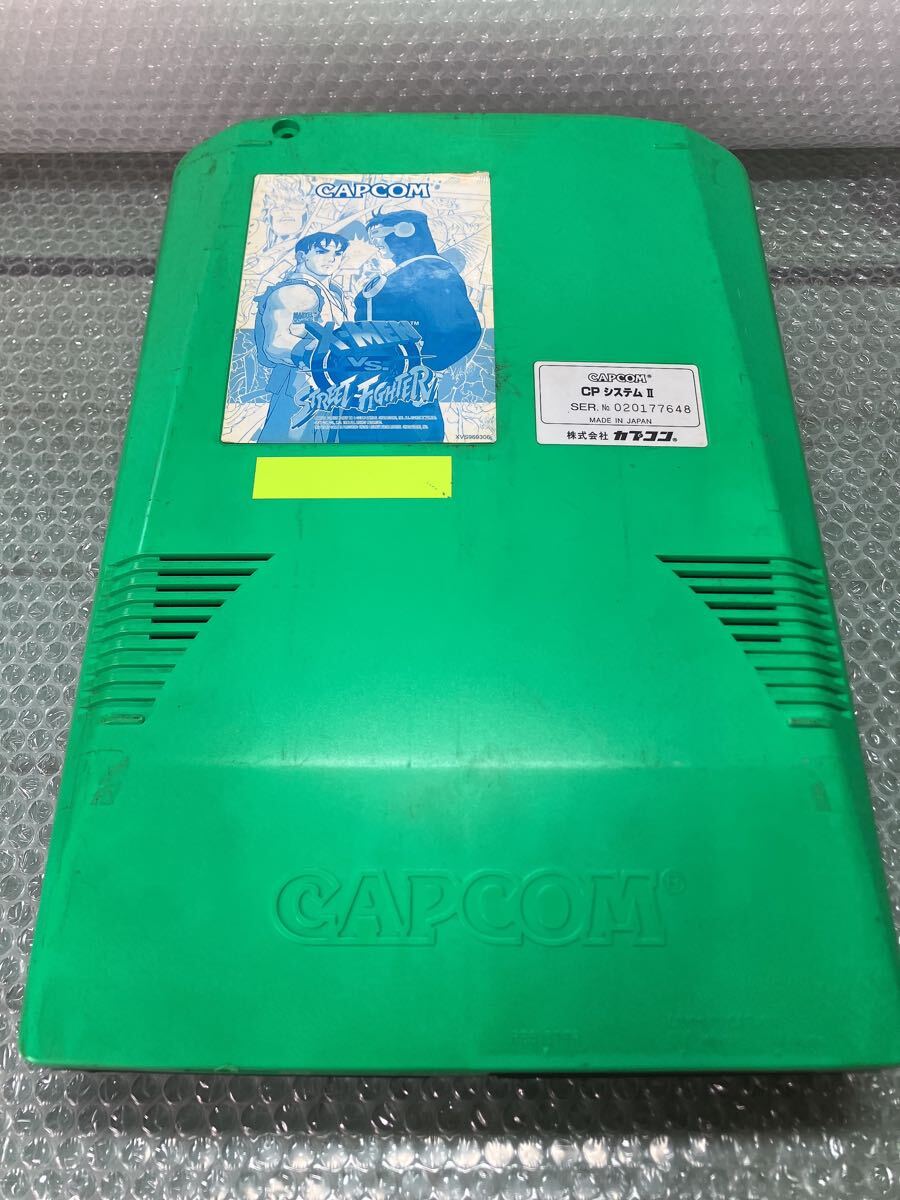 CAPCOM
X-MEN™
VS.
STREET FIGHTER
CAPCOM®
CP システム II
SER. № 020177648
MADE IN JAPAN
株式会社 カプコン®
CAPCOM®